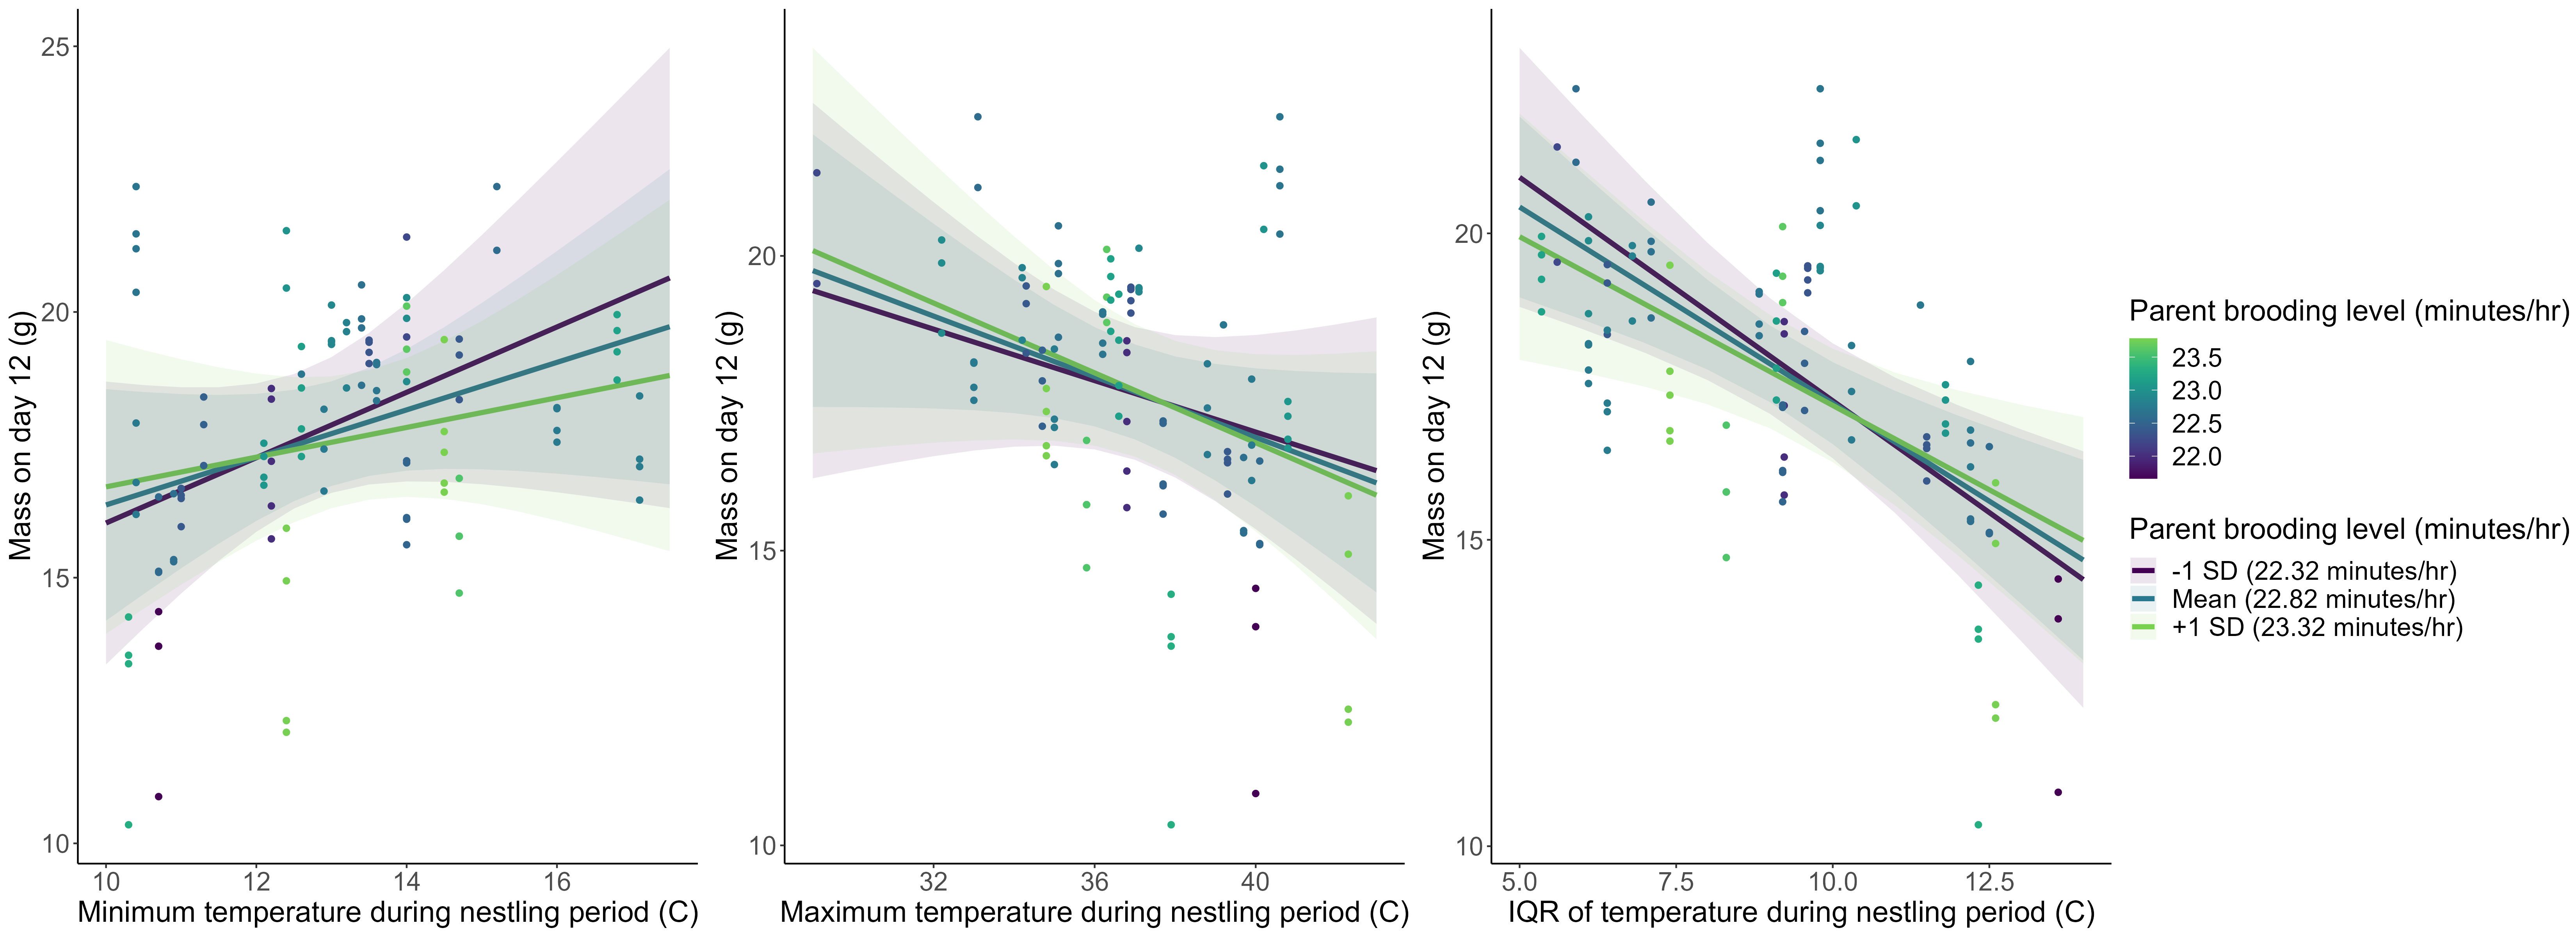 25
20
15
10
Mass on day 12 (g)
10 12 14 16
Minimum temperature during nestling period (C)
20
15
10
Mass on day 12 (g)
32 36 40
Maximum temperature during nestling period (C)
20
15
10
Mass on day 12 (g)
5.0 7.5 10.0 12.5
IQR of temperature during nestling period (C)
Parent brooding level (minutes/hr)
23.5
23.0
22.5
22.0
Parent brooding level (minutes/hr)
-1 SD (22.32 minutes/hr)
Mean (22.82 minutes/hr)
+1 SD (23.32 minutes/hr)